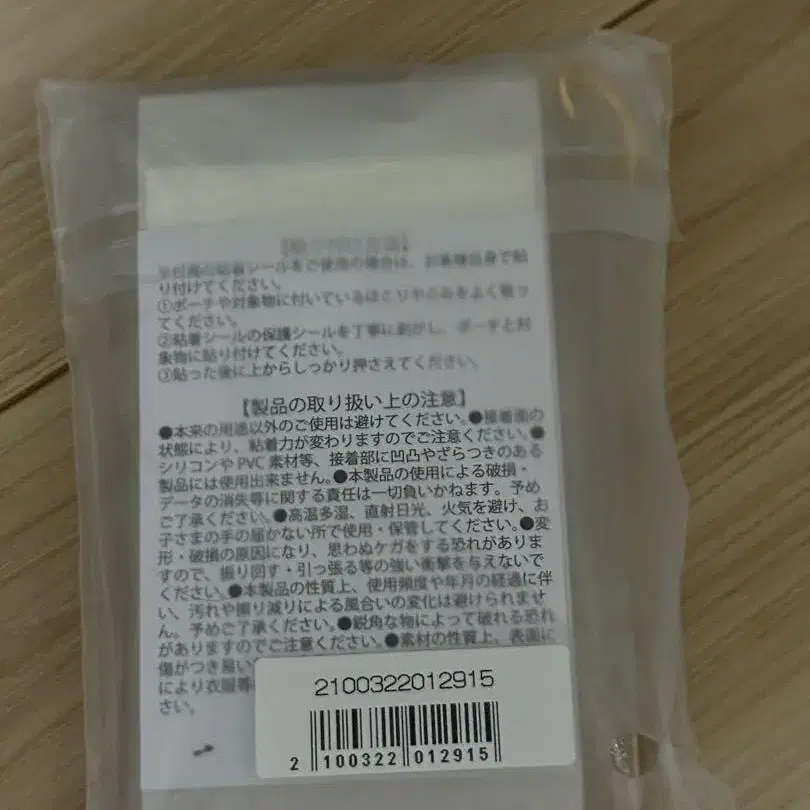 ※付属の粘着シールをご使用の場合は、お客様自身で貼
り付けてください。
①ポーチや対象物に付いているほこりやごみをよく取っ
てください。
②粘着シールの保護シールを丁寧に剥がし、ポーチと対
象物に貼り付けてください。
③貼った後に上からしっかり押さえてください。
【製品の取り扱い上の注意】
●本来の用途以外のご使用は避けてください。●接着面の
状態により、粘着力が変わりますのでご注意ください。●
シリコンやPVC素材等、接着部に凹凸やざらつきのある
製品には使用出来ません。●本製品の使用による破損・
データの消失等に関する責任は一切負いかねます。予め
ご了承ください。●高温多湿、直射日光、火気を避け、お
子さまの手の届かない所で使用・保管してください。●変
形・破損の原因になり、思わぬケガをする恐れがありま
すので、振り回す・引っ張る等の強い衝撃を与えないで
ください。●本製品の性質上、使用頻度や年月の経過に伴
い、汚れや擦り減りによる風合いの変化は避けられませ
ん。予めご了承ください。●鋭角な物によって破れる恐れ
がありますのでご注意ください。●素材の性質上、表面に
傷がつき易い
により衣服等
さい。
2100322012915
2 100322 012915